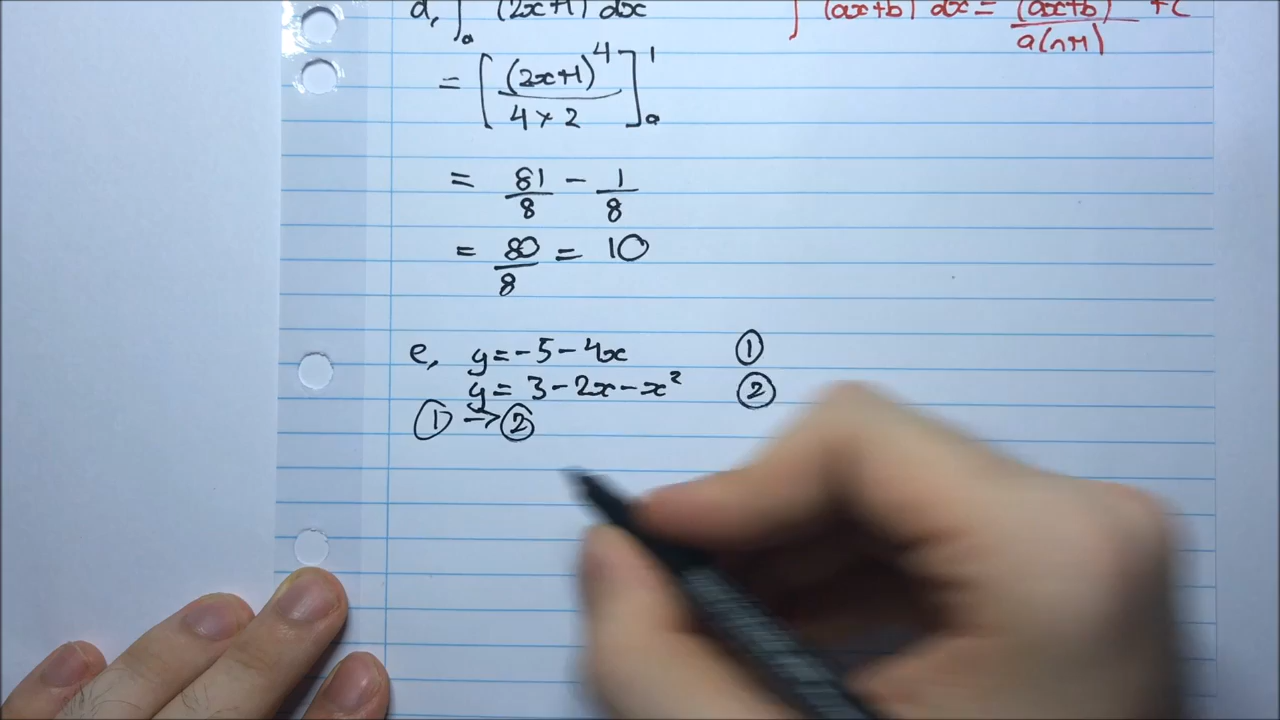 d, ∫₀ (2x+1) dx
∫ (ax+b) dx = (ax+b)/a(n+1) + c
= [(2x+1)⁴/4×2]¹₀
= 81/8 - 1/8
= 80/8 = 10
e, y = -5 - 4x ①
y = 3 - 2x - x² ②
① → ②